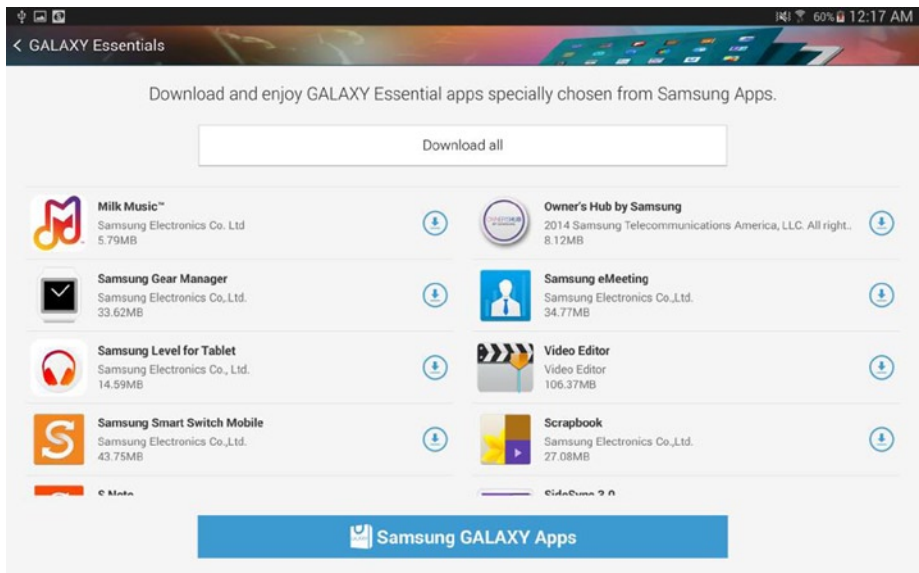 60% 12:17 AM
< GALAXY Essentials
Download and enjoy GALAXY Essential apps specially chosen from Samsung Apps.
Download all
Milk Music™
Samsung Electronics Co. Ltd
5.79MB
Owner's Hub by Samsung
2014 Samsung Telecommunications America, LLC. All right..
8.12MB
Samsung Gear Manager
Samsung Electronics Co,.Ltd.
33.62MB
Samsung eMeeting
Samsung Electronics Co.,Ltd.
34.77MB
Samsung Level for Tablet
Samsung Electronics Co., Ltd.
14.59MB
Video Editor
Video Editor
106.37MB
Samsung Smart Switch Mobile
Samsung Electronics Co.,Ltd.
43.75MB
Scrapbook
Samsung Electronics Co.,Ltd.
27.08MB
S Note
SideSync 3.0
Samsung GALAXY Apps